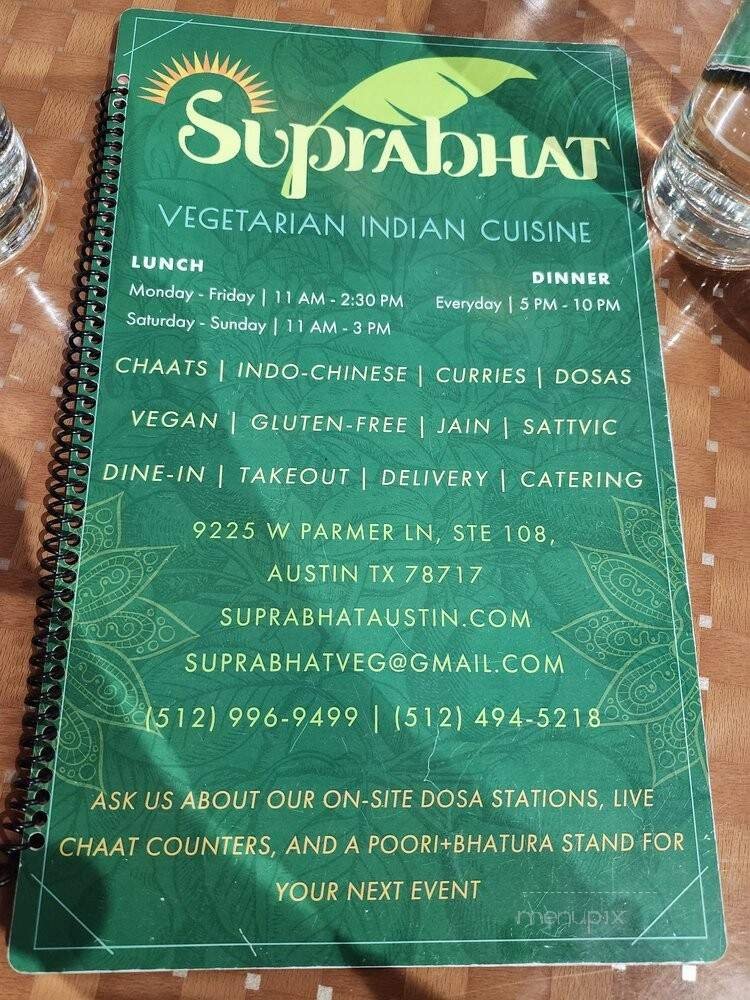 SUPRABHAT
VEGETARIAN INDIAN CUISINE
LUNCH
Monday - Friday | 11 AM - 2:30 PM
Saturday - Sunday | 11 AM - 3 PM
DINNER
Everyday | 5 PM - 10 PM
CHAATS | INDO-CHINESE | CURRIES | DOSAS
VEGAN | GLUTEN-FREE | JAIN | SATTVIC
DINE-IN | TAKEOUT | DELIVERY | CATERING
9225 W PARMER LN, STE 108,
AUSTIN TX 78717
SUPRABHATAUSTIN.COM
SUPRABHATVEG@GMAIL.COM
(512) 996-9499 | (512) 494-5218
ASK US ABOUT OUR ON-SITE DOSA STATIONS, LIVE
CHAAT COUNTERS, AND A POORI+BHATURA STAND FOR
YOUR NEXT EVENT
menupix